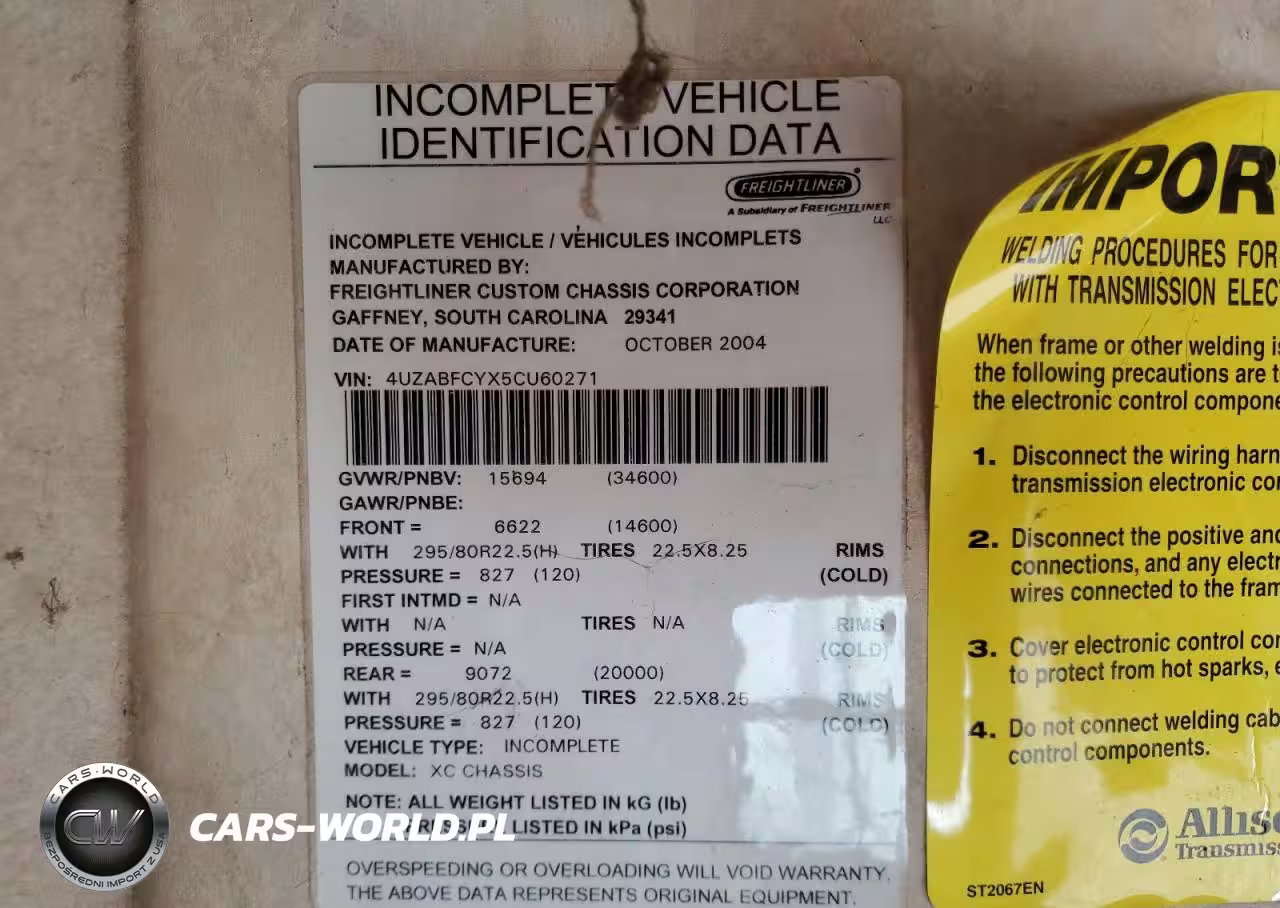 INCOMPLETE VEHICLE
IDENTIFICATION DATA
FREIGHTLINER
A Subsidiary of FREIGHTLINER
LLC
INCOMPLETE VEHICLE / VÉHICULES INCOMPLETS
MANUFACTURED BY:
FREIGHTLINER CUSTOM CHASSIS CORPORATION
GAFFNEY, SOUTH CAROLINA 29341
DATE OF MANUFACTURE: OCTOBER 2004
VIN: 4UZABFCYX5CU60271
GVWR/PNBV: 15694 (34600)
GAWR/PNBE:
FRONT = 6622 (14600)
WITH 295/80R22.5(H) TIRES 22.5X8.25 RIMS
PRESSURE = 827 (120) (COLD)
FIRST INTMD = N/A
WITH N/A TIRES N/A RIMS
PRESSURE = N/A (COLD)
REAR = 9072 (20000)
WITH 295/80R22.5(H) TIRES 22.5X8.25 RIMS
PRESSURE = 827 (120) (COLD)
VEHICLE TYPE: INCOMPLETE
MODEL: XC CHASSIS
NOTE: ALL WEIGHT LISTED IN kG (lb)
LISTED IN kPa (psi)
OVERSPEEDING OR OVERLOADING WILL VOID WARRANTY.
THE ABOVE DATA REPRESENTS ORIGINAL EQUIPMENT.
IMPOR
WELDING PROCEDURES FOR
WITH TRANSMISSION ELEC
When frame or other welding is
the following precautions are t
the electronic control compone
1. Disconnect the wiring harn
transmission electronic co
2. Disconnect the positive and
connections, and any electr
wires connected to the fram
3. Cover electronic control co
to protect from hot sparks,
4. Do not connect welding cab
control components.
Alliso
Transmiss
ST2067EN
CARS-WORLD
CW
BEZPOŚREDNI IMPORT Z USA
CARS-WORLD.PL